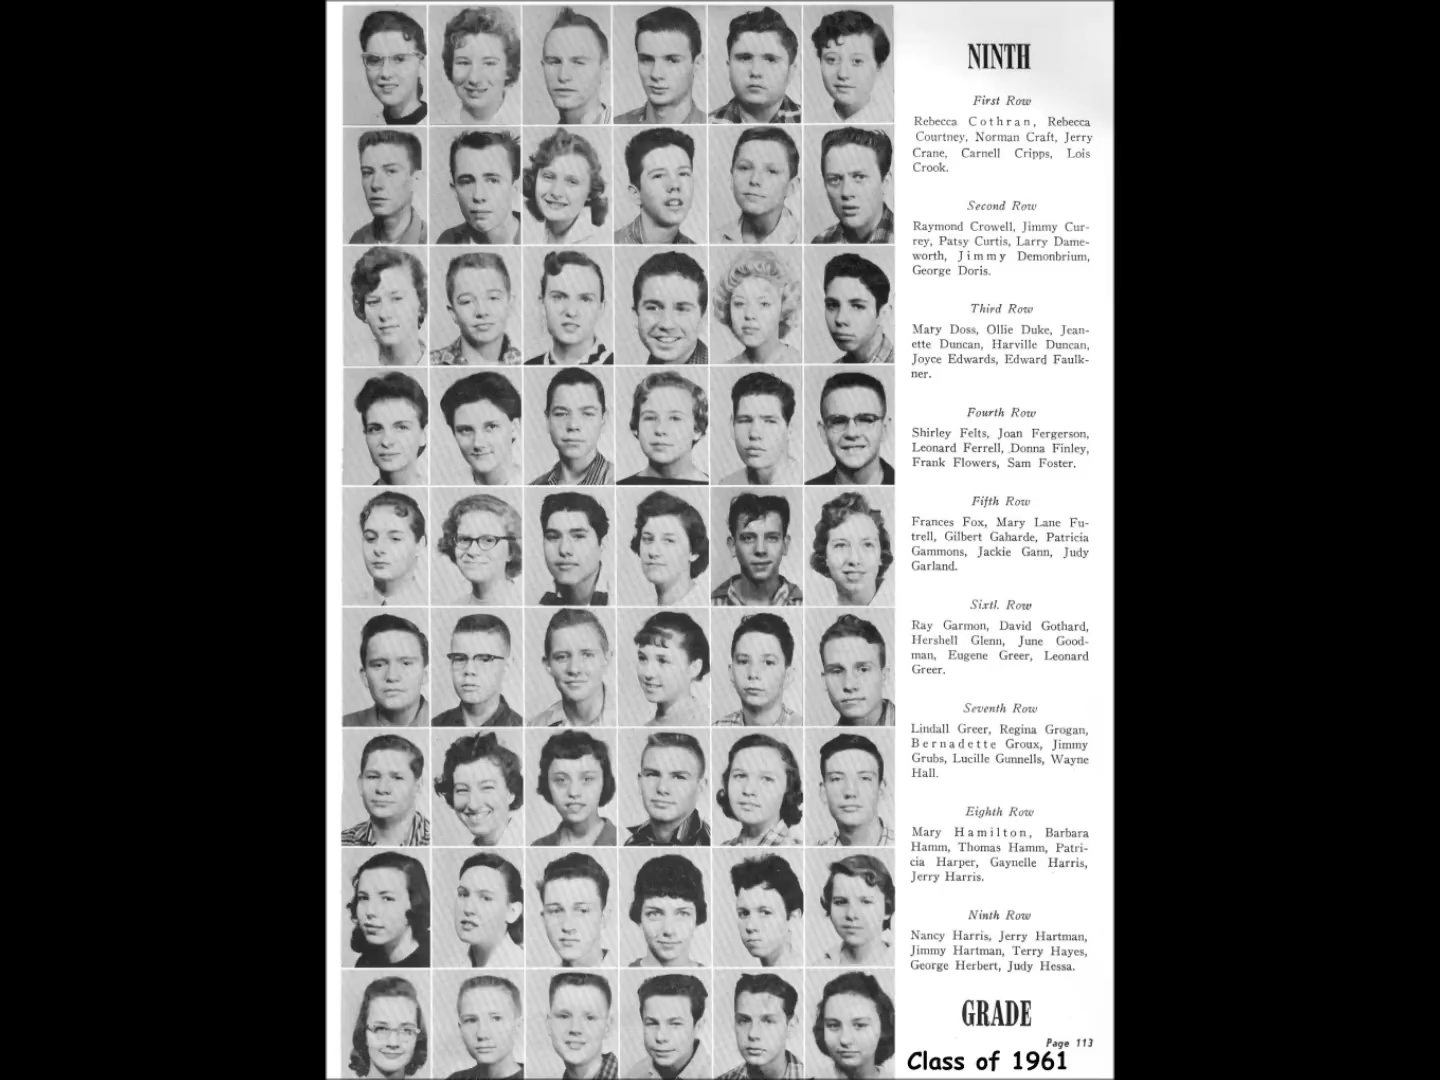 NINTH
First Row
Rebecca Cothran, Rebecca
Courtney, Norman Craft, Jerry
Crane, Carnell Cripps, Lois
Crook.
Second Row
Raymond Crowell, Jimmy Cur-
rey, Patsy Curtis, Larry Dame-
worth, Jimmy Demonbrium,
George Doris.
Third Row
Mary Doss, Ollie Duke, Jean-
ette Duncan, Harville Duncan,
Joyce Edwards, Edward Faulk-
ner.
Fourth Row
Shirley Felts, Joan Fergerson,
Leonard Ferrell, Donna Finley,
Frank Flowers, Sam Foster.
Fifth Row
Frances Fox, Mary Lane Fu-
trell, Gilbert Gaharde, Patricia
Gammons, Jackie Gann, Judy
Garland.
Sixtl. Row
Ray Garmon, David Gothard,
Hershell Glenn, June Good-
man, Eugene Greer, Leonard
Greer.
Seventh Row
Lindall Greer, Regina Grogan,
Bernadette Groux, Jimmy
Grubs, Lucille Gunnells, Wayne
Hall.
Eighth Row
Mary Hamilton, Barbara
Hamm, Thomas Hamm, Patri-
cia Harper, Gaynelle Harris,
Jerry Harris.
Ninth Row
Nancy Harris, Jerry Hartman,
Jimmy Hartman, Terry Hayes,
George Herbert, Judy Hessa.
GRADE
Page 113
Class of 1961